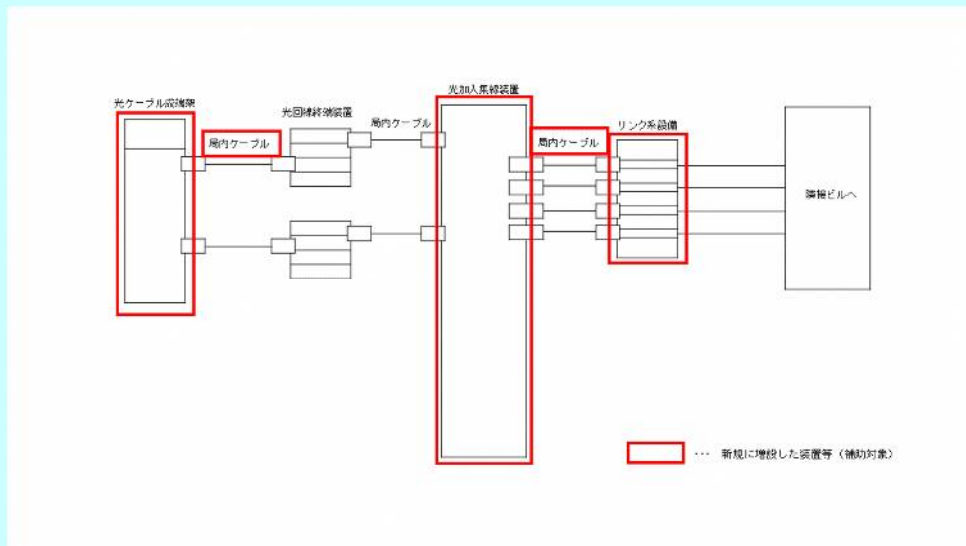 光ケーブル成端架
局内ケーブル
光回線終端装置
局内ケーブル
光加入集線装置
局内ケーブル
リンク系設備
隣接ビルへ
… 新規に増設した装置等(補助対象)